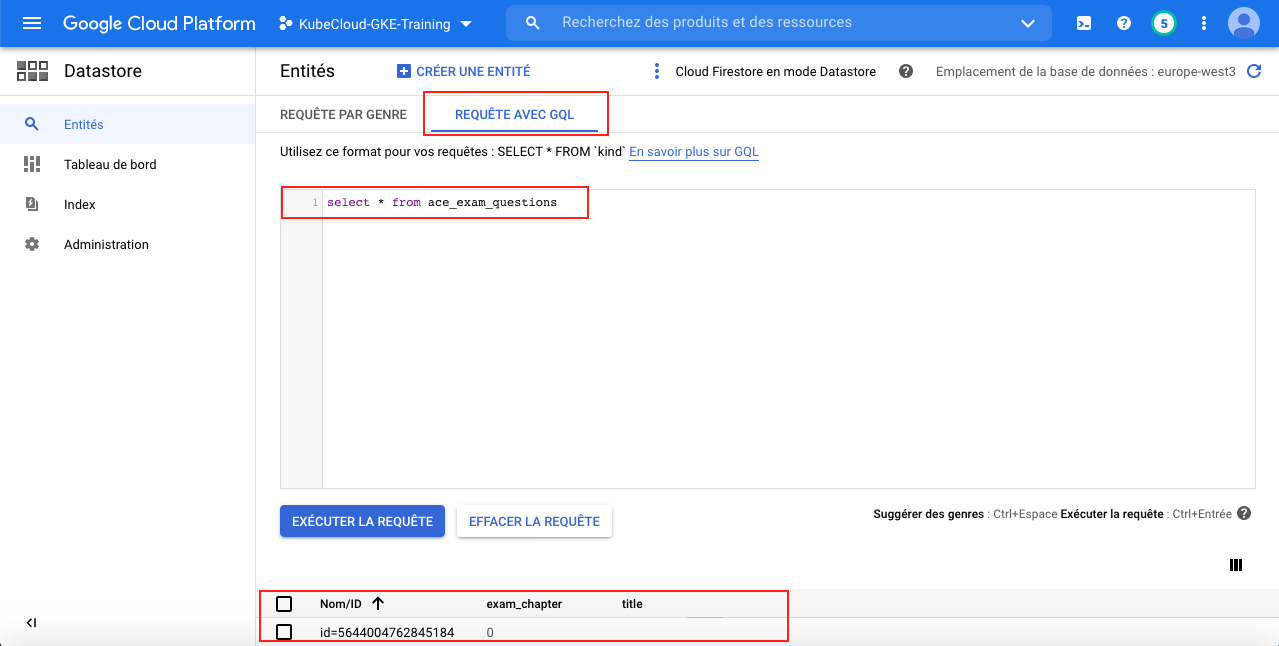 Google Cloud Platform KubeCloud-GKE-Training Recherchez des produits et des ressources 5
Datastore Entités CRÉER UNE ENTITÉ Cloud Firestore en mode Datastore Emplacement de la base de données : europe-west3
Entités
Tableau de bord
Index
Administration
REQUÊTE PAR GENRE REQUÊTE AVEC GQL
Utilisez ce format pour vos requêtes : SELECT * FROM `kind` En savoir plus sur GQL
1 select * from ace_exam_questions
EXÉCUTER LA REQUÊTE EFFACER LA REQUÊTE Suggérer des genres : Ctrl+Espace Exécuter la requête : Ctrl+Entrée
Nom/ID exam_chapter title
id=5644004762845184 0